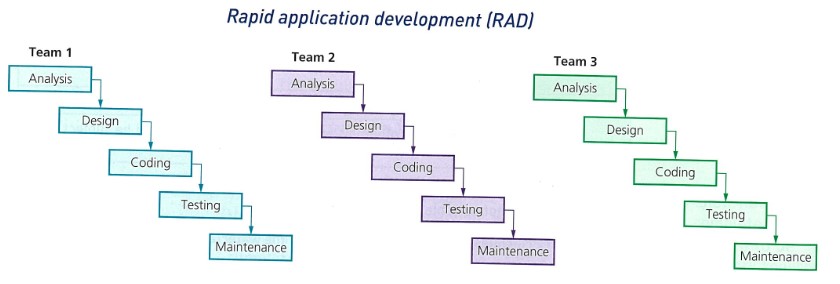 Rapid application development (RAD)
Team 1
Analysis
Design
Coding
Testing
Maintenance
Team 2
Analysis
Design
Coding
Testing
Maintenance
Team 3
Analysis
Design
Coding
Testing
Maintenance